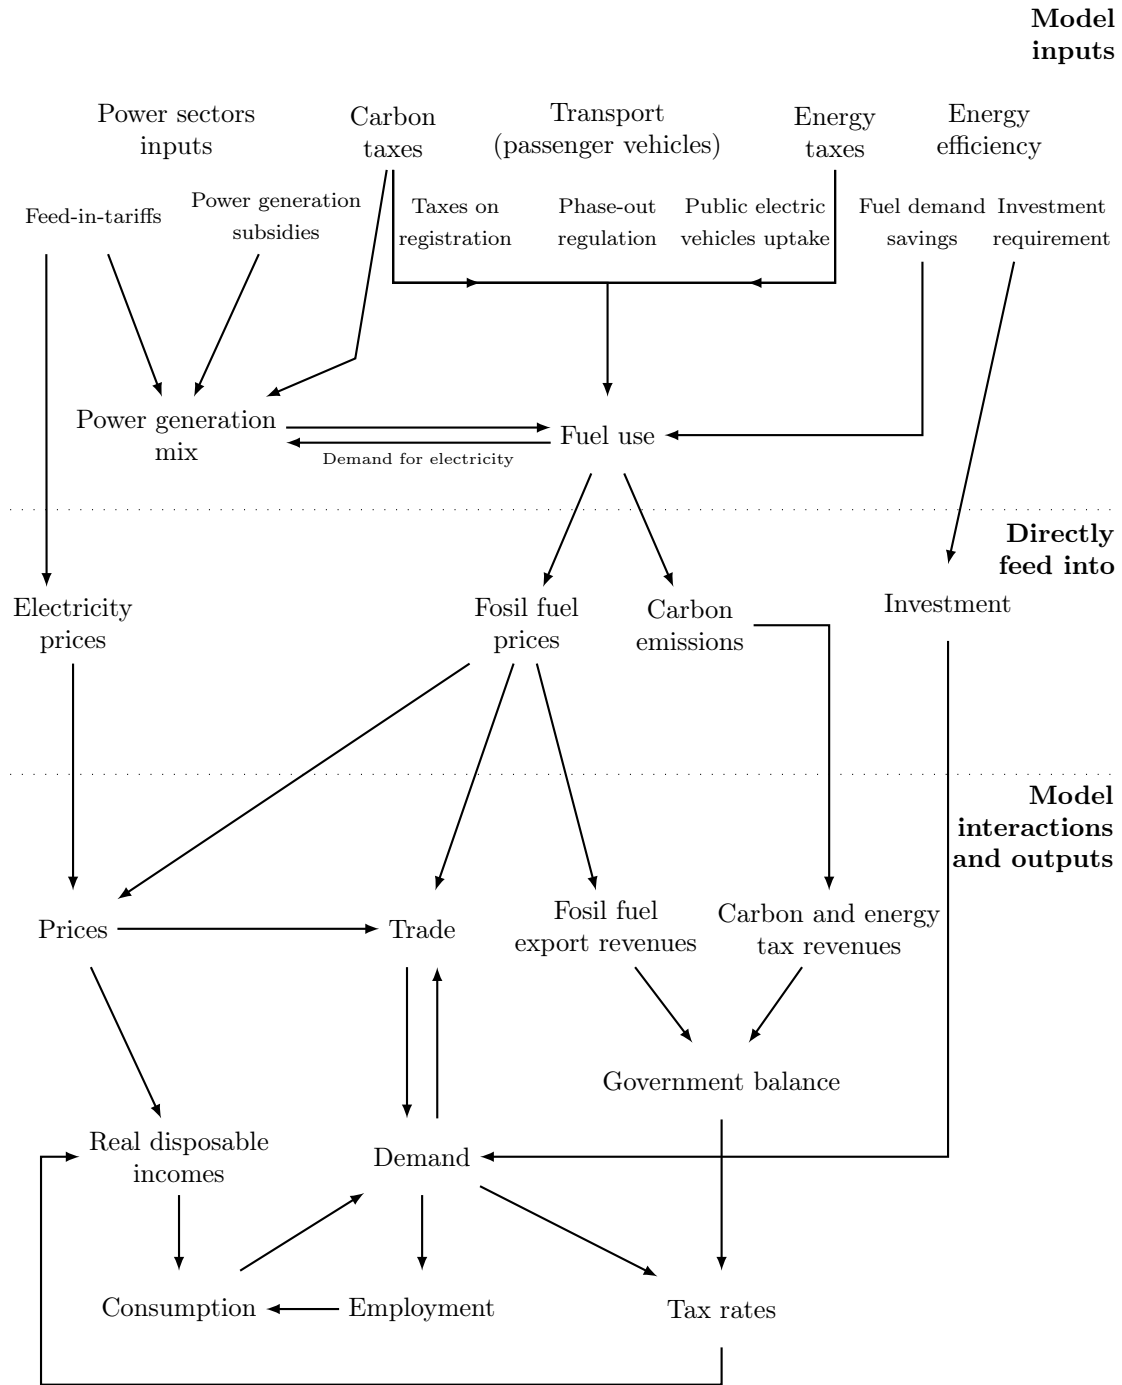 Model
inputs
Power sectors
inputs
Carbon
taxes
Transport
(passenger vehicles)
Energy
taxes
Energy
efficiency
Feed-in-tariffs
Power generation
subsidies
Taxes on
registration
Phase-out
regulation
Public electric
vehicles uptake
Fuel demand
savings
Investment
requirement
Power generation
mix
Fuel use
Demand for electricity
Directly
feed into
Electricity
prices
Fosil fuel
prices
Carbon
emissions
Investment
Model
interactions
and outputs
Prices
Trade
Fosil fuel
export revenues
Carbon and energy
tax revenues
Government balance
Real disposable
incomes
Demand
Consumption
Employment
Tax rates